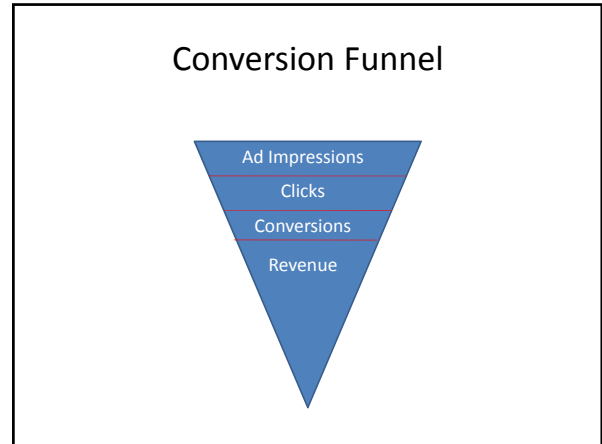 Conversion Funnel
Ad Impressions
Clicks
Conversions
Revenue